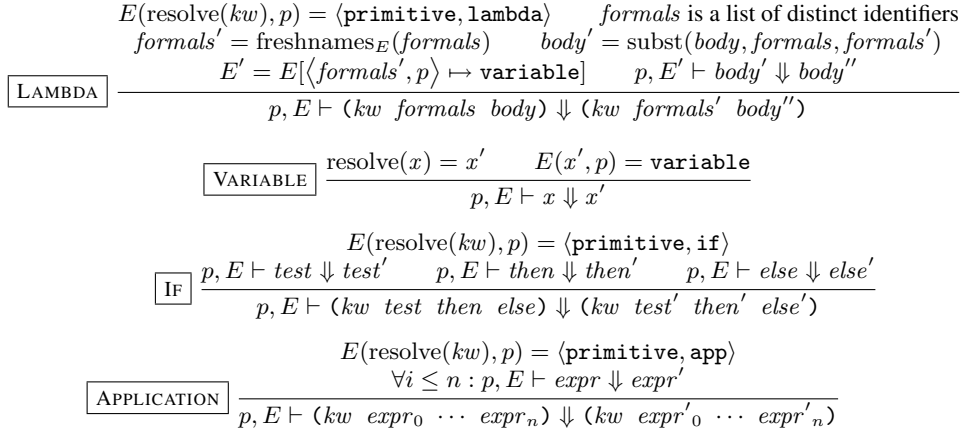 E(resolve(kw), p) = ⟨primitive, lambda⟩ formals is a list of distinct identifiers
formals′ = freshnames_E(formals) body′ = subst(body, formals, formals′)
E′ = E[⟨formals′, p⟩ ↦ variable] p, E′ ⊢ body′ ⇓ body′′
LAMBDA
p, E ⊢ (kw formals body) ⇓ (kw formals′ body′′)
resolve(x) = x′ E(x′, p) = variable
VARIABLE
p, E ⊢ x ⇓ x′
E(resolve(kw), p) = ⟨primitive, if⟩
p, E ⊢ test ⇓ test′ p, E ⊢ then ⇓ then′ p, E ⊢ else ⇓ else′
IF
p, E ⊢ (kw test then else) ⇓ (kw test′ then′ else′)
E(resolve(kw), p) = ⟨primitive, app⟩
∀i ≤ n : p, E ⊢ expr ⇓ expr′
APPLICATION
p, E ⊢ (kw expr₀ ⋯ exprₙ) ⇓ (kw expr′₀ ⋯ expr′ₙ)